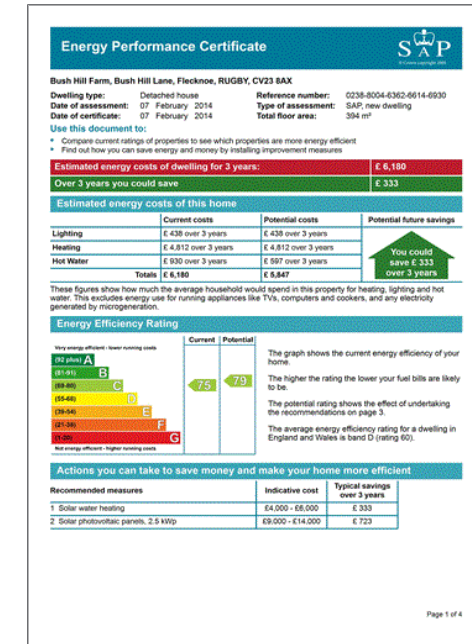 Energy Performance Certificate
SAP
Bush Hill Farm, Bush Hill Lane, Flecknoe, RUGBY, CV23 8AX
Dwelling type: Detached house Reference number: 0238-8004-6362-6614-6930
Date of assessment: 07 February 2014 Type of assessment: SAP, new dwelling
Date of certificate: 07 February 2014 Total floor area: 394 m²
Use this document to:
• Compare current ratings of properties to see which properties are more energy efficient
• Find out how you can save energy and money by installing improvement measures
Estimated energy costs of dwelling for 3 years: £ 6,180
Over 3 years you could save £ 333
Estimated energy costs of this home
Current costs Potential costs Potential future savings
Lighting £ 438 over 3 years £ 438 over 3 years
Heating £ 4,812 over 3 years £ 4,812 over 3 years
Hot Water £ 930 over 3 years £ 597 over 3 years
Totals £ 6,180 £ 5,847
You could
save £ 333
over 3 years
These figures show how much the average household would spend in this property for heating, lighting and hot
water. This excludes energy use for running appliances like TVs, computers and cookers, and any electricity
generated by microgeneration.
Energy Efficiency Rating
Current Potential
Very energy efficient - lower running costs
(92 plus) A
(81-91) B
(69-80) C
(55-68) D
(39-54) E
(21-38) F
(1-20) G
Not energy efficient - higher running costs
75 79
The graph shows the current energy efficiency of your
home.
The higher the rating the lower your fuel bills are likely
to be.
The potential rating shows the effect of undertaking
the recommendations on page 3.
The average energy efficiency rating for a dwelling in
England and Wales is band D (rating 60).
Actions you can take to save money and make your home more efficient
Recommended measures Indicative cost Typical savings
over 3 years
1 Solar water heating £4,000 - £6,000 £ 333
2 Solar photovoltaic panels, 2.5 kWp £9,000 - £14,000 £ 723
Page 1 of 4